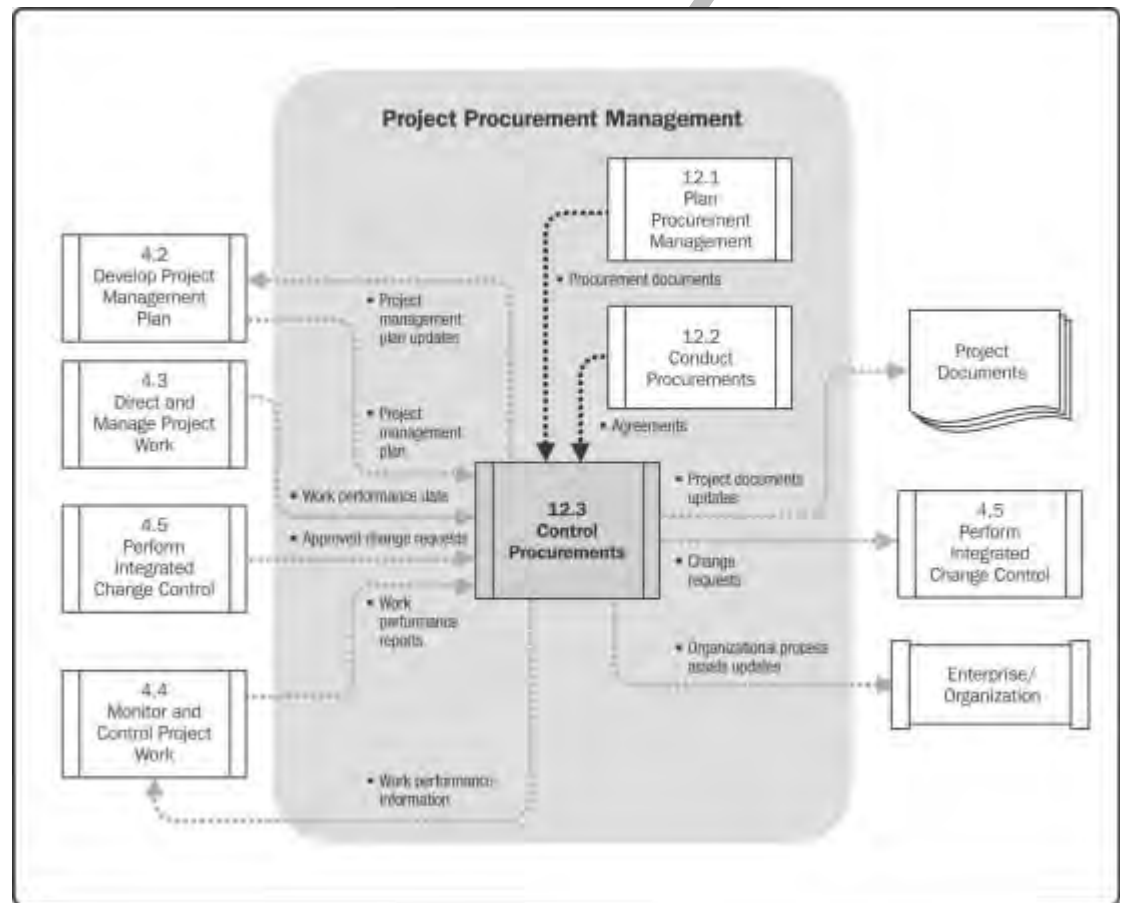 Project Procurement Management
12.1
Plan
Procurement
Management
4.2
Develop Project
Management
Plan
• Procurement documents
• Project
management
plan updates
12.2
Conduct
Procurements
Project
Documents
4.3
Direct and
Manage Project
Work
• Project
management
plan
• Agreements
• Work performance data
12.3
Control
Procurements
• Project documents
updates
4.5
Perform
Integrated
Change Control
• Approved change requests
• Change
requests
4.5
Perform
Integrated
Change Control
• Work
performance
reports
• Organizational process
assets updates
Enterprise/
Organization
4.4
Monitor and
Control Project
Work
• Work performance
information